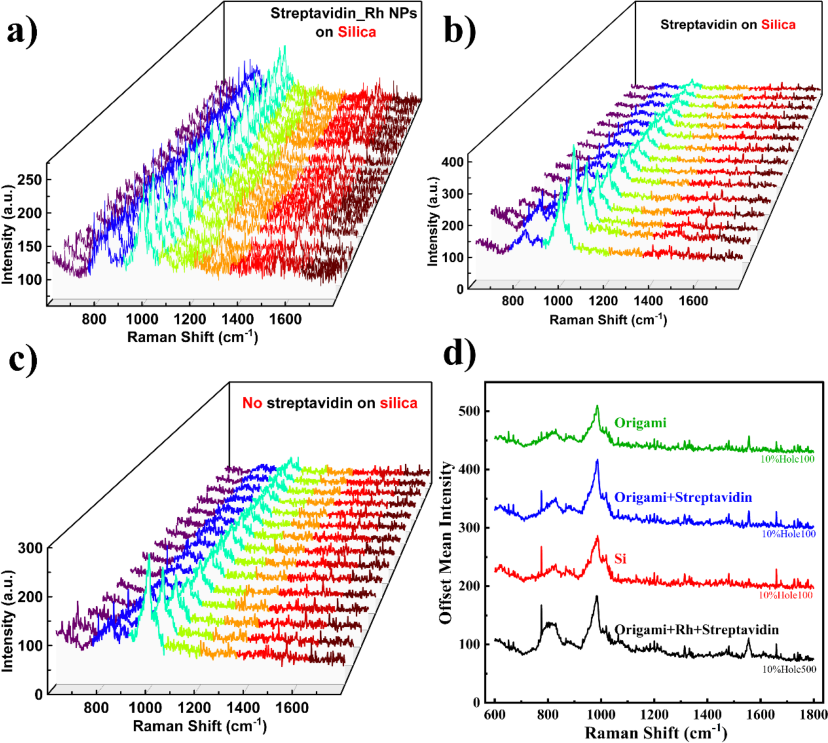 a)
Streptavidin_Rh NPs
on Silica
250
200
150
100
Intensity (a.u.)
800 1000 1200 1400 1600
Raman Shift (cm-1)
b)
Streptavidin on Silica
400
300
200
100
0
Intensity (a.u.)
800 1000 1200 1400 1600
Raman Shift (cm-1)
c)
No streptavidin on silica
300
200
100
0
Intensity (a.u.)
800 1000 1200 1400 1600
Raman Shift (cm-1)
d)
500
400
300
200
100
0
Offset Mean Intensity
Origami
10%Hole100
Origami+Streptavidin
10%Hole100
Si
10%Hole100
Origami+Rh+Streptavidin
10%Hole500
600 800 1000 1200 1400 1600 1800
Raman Shift (cm-1)